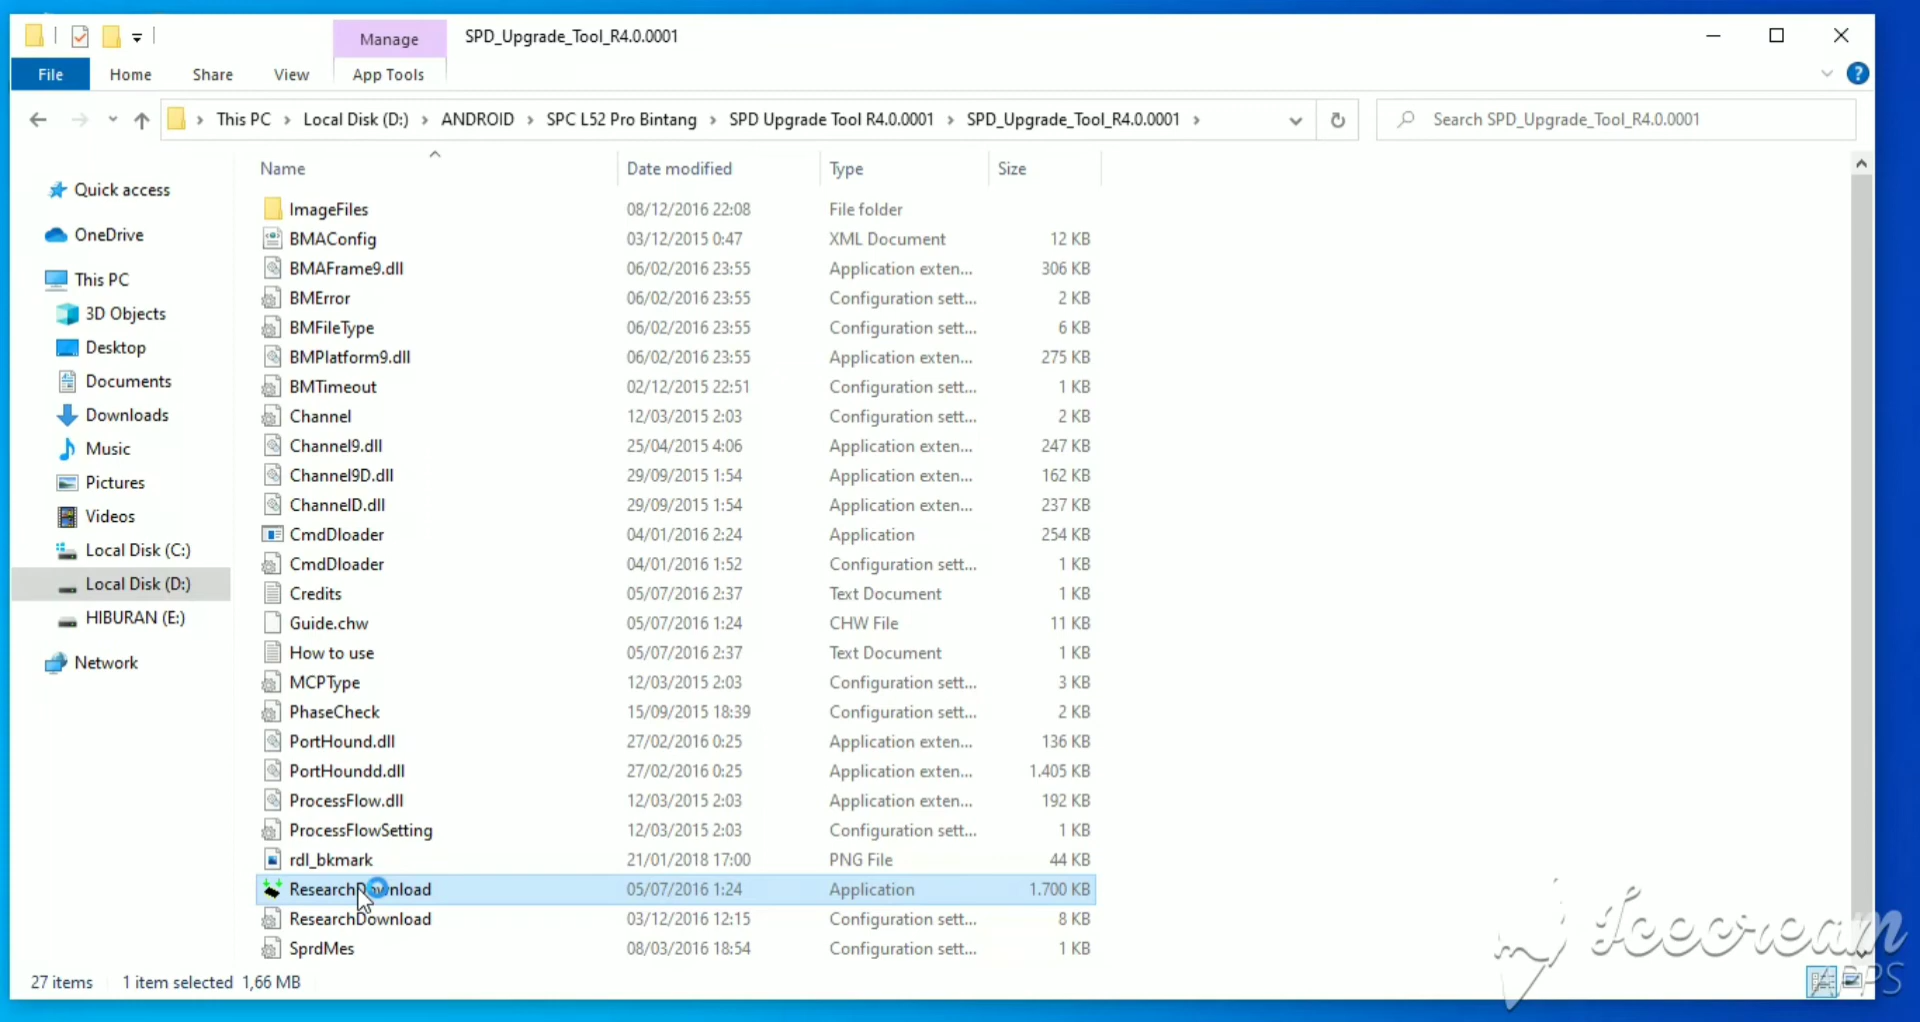 Manage
SPD_Upgrade_Tool_R4.0.0001
File Home Share View App Tools
This PC Local Disk (D:) ANDROID SPC L52 Pro Bintang SPD Upgrade Tool R4.0.0001 SPD_Upgrade_Tool_R4.0.0001
Search SPD_Upgrade_Tool_R4.0.0001
Quick access
OneDrive
This PC
3D Objects
Desktop
Documents
Downloads
Music
Pictures
Videos
Local Disk (C:)
Local Disk (D:)
HIBURAN (E:)
Network
Name Date modified Type Size
ImageFiles 08/12/2016 22:08 File folder
BMAConfig 03/12/2015 0:47 XML Document 12 KB
BMAFrame9.dll 06/02/2016 23:55 Application exten... 306 KB
BMError 06/02/2016 23:55 Configuration sett... 2 KB
BMFileType 06/02/2016 23:55 Configuration sett... 6 KB
BMPlatform9.dll 06/02/2016 23:55 Application exten... 275 KB
BMTimeout 02/12/2015 22:51 Configuration sett... 1 KB
Channel 12/03/2015 2:03 Configuration sett... 2 KB
Channel9.dll 25/04/2015 4:06 Application exten... 247 KB
Channel9D.dll 29/09/2015 1:54 Application exten... 162 KB
ChannelD.dll 29/09/2015 1:54 Application exten... 237 KB
CmdDloader 04/01/2016 2:24 Application 254 KB
CmdDloader 04/01/2016 1:52 Configuration sett... 1 KB
Credits 05/07/2016 2:37 Text Document 1 KB
Guide.chw 05/07/2016 1:24 CHW File 11 KB
How to use 05/07/2016 2:37 Text Document 1 KB
MCPType 12/03/2015 2:03 Configuration sett... 3 KB
PhaseCheck 15/09/2015 18:39 Configuration sett... 2 KB
PortHound.dll 27/02/2016 0:25 Application exten... 136 KB
PortHoundd.dll 27/02/2016 0:25 Application exten... 1.405 KB
ProcessFlow.dll 12/03/2015 2:03 Application exten... 192 KB
ProcessFlowSetting 12/03/2015 2:03 Configuration sett... 1 KB
rdl_bkmark 21/01/2018 17:00 PNG File 44 KB
ResearchDownload 05/07/2016 1:24 Application 1.700 KB
ResearchDownload 03/12/2016 12:15 Configuration sett... 8 KB
SprdMes 08/03/2016 18:54 Configuration sett... 1 KB
27 items 1 item selected 1,66 MB
Icecream
APPS